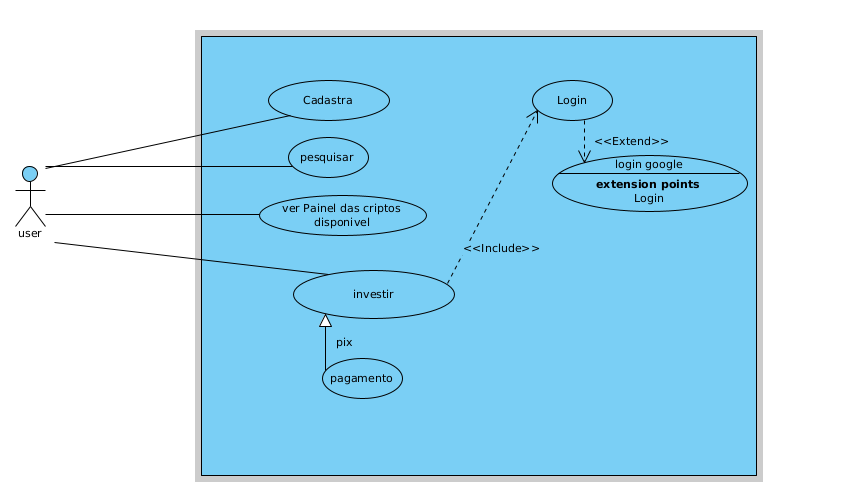 Cadastra
Login
<<Extend>>
pesquisar
login google
extension points
Login
ver Painel das criptos
disponivel
user
<<Include>>
investir
pix
pagamento